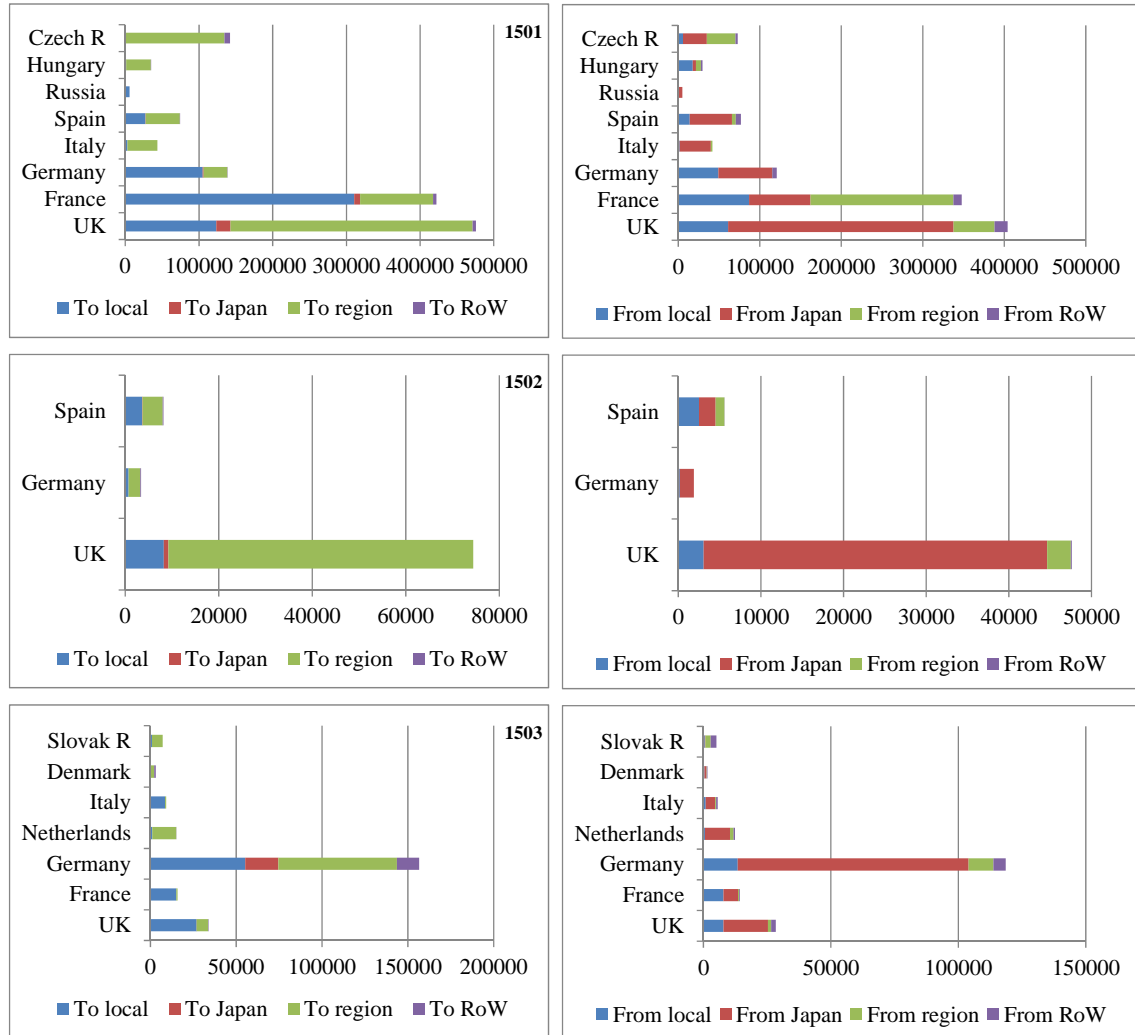 1501
Czech R
Hungary
Russia
Spain
Italy
Germany
France
UK
0 100000 200000 300000 400000 500000
To local To Japan To region To RoW
Czech R
Hungary
Russia
Spain
Italy
Germany
France
UK
0 100000 200000 300000 400000 500000
From local From Japan From region From RoW
1502
Spain
Germany
UK
0 20000 40000 60000 80000
To local To Japan To region To RoW
Spain
Germany
UK
0 10000 20000 30000 40000 50000
From local From Japan From region From RoW
1503
Slovak R
Denmark
Italy
Netherlands
Germany
France
UK
0 50000 100000 150000 200000
To local To Japan To region To RoW
Slovak R
Denmark
Italy
Netherlands
Germany
France
UK
0 50000 100000 150000
From local From Japan From region From RoW